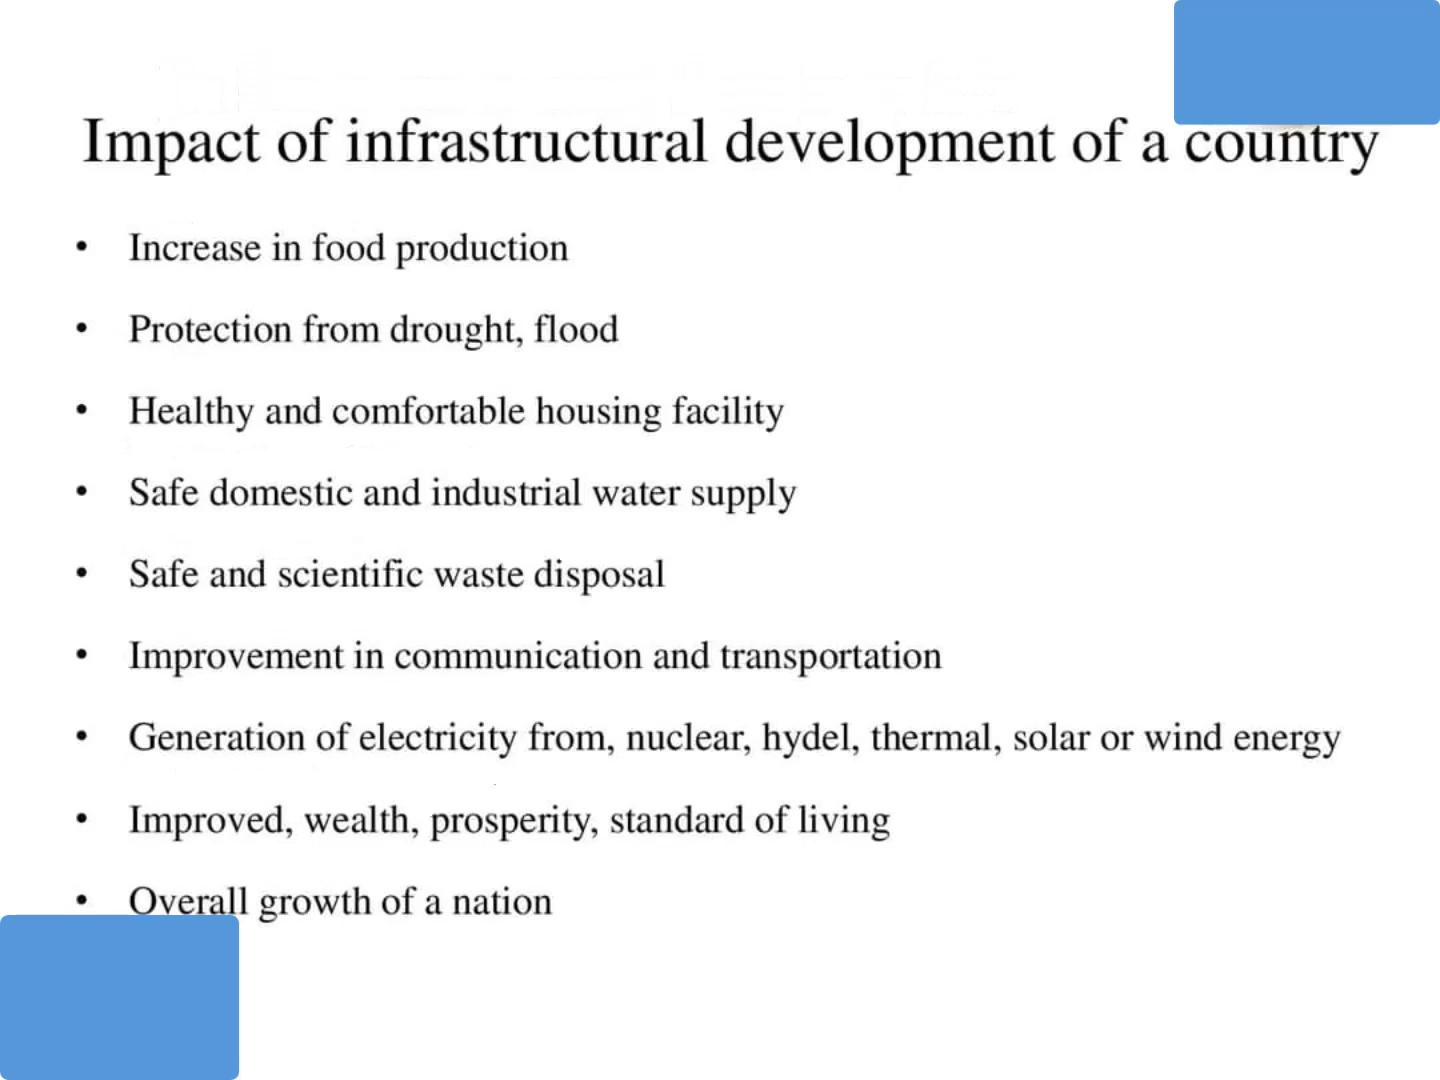 Impact of infrastructural development of a country
• Increase in food production
• Protection from drought, flood
• Healthy and comfortable housing facility
• Safe domestic and industrial water supply
• Safe and scientific waste disposal
• Improvement in communication and transportation
• Generation of electricity from, nuclear, hydel, thermal, solar or wind energy
• Improved, wealth, prosperity, standard of living
• Overall growth of a nation